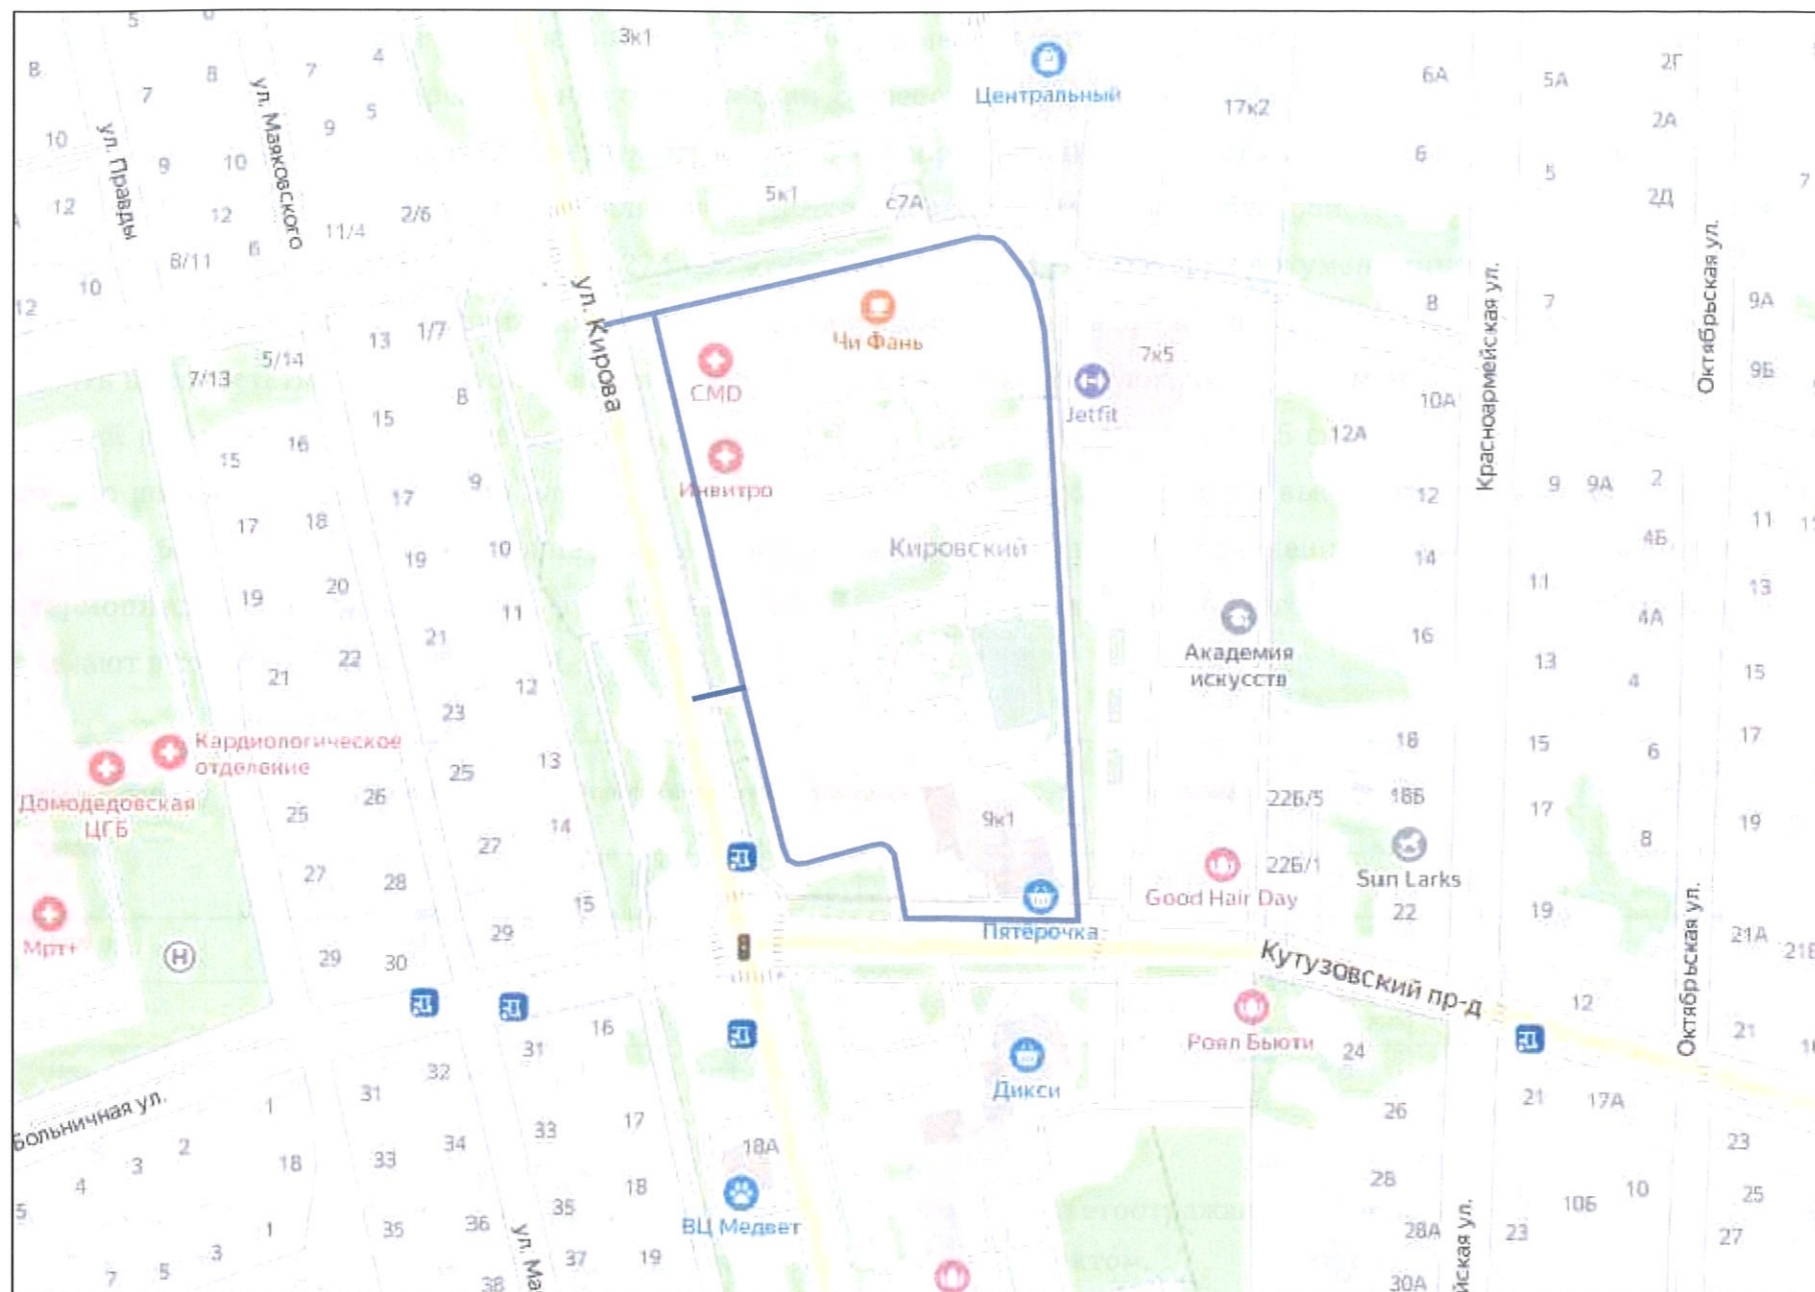 5
6
3к1
4
8
7
8
7
Центральный
6А
5А
2Г
17к2
2А
10
ул. Правды
9
10
ул. Маяковского
9
5
6
5
2Д
7
12
12
11/4
2/6
5к1
с7А
8/11
6
10
12
ул. Кирова
Чи Фань
CMD
Инвитро
Jetfit
7к5
8
7
Красноармейская ул.
Октябрьская ул.
9А
9Б
5/14
7/13
13
1/7
8
15
16
15
10А
12А
9
17
17
18
12
9
9А
2
11
Кировский
10
19
14
4Б
20
19
11
11
13
4А
21
22
21
12
23
Академия
искусств
16
13
4
15
Кардиологическое
отделение
Домодедовская
ЦГБ
25
13
26
25
14
27
18
15
6
17
22Б/5
18Б
17
19
8
9к1
22Б/1
Sun Larks
Good Hair Day
22
19
27
28
15
29
Пятёрочка
Мрт+
29
30
Кутузовский пр-д
Октябрьская ул.
21А
12
21
16
31
32
Роял Бьюти
24
Дикси
Больничная ул.
1
31
33
17
26
21
17А
2
34
18А
23
3
18
33
4
18
28
10Б
10
25
5
35
36
35
ВЦ Медвет
28А
23
27
1
3
37
19
7
5
38
ул. Ма
30А
йская ул.